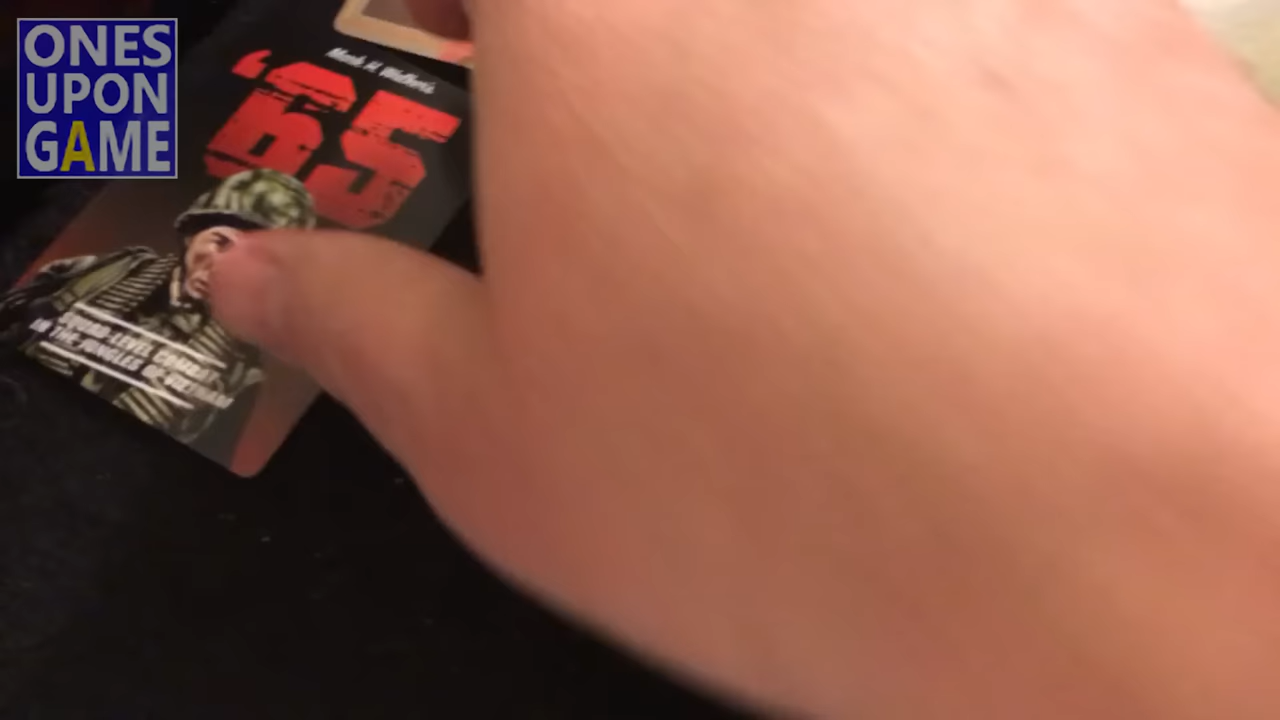 ONES
UPON
GAME
Mark H. Walker's
'65
SQUAD-LEVEL COMBAT
IN THE JUNGLES OF VIETNAM